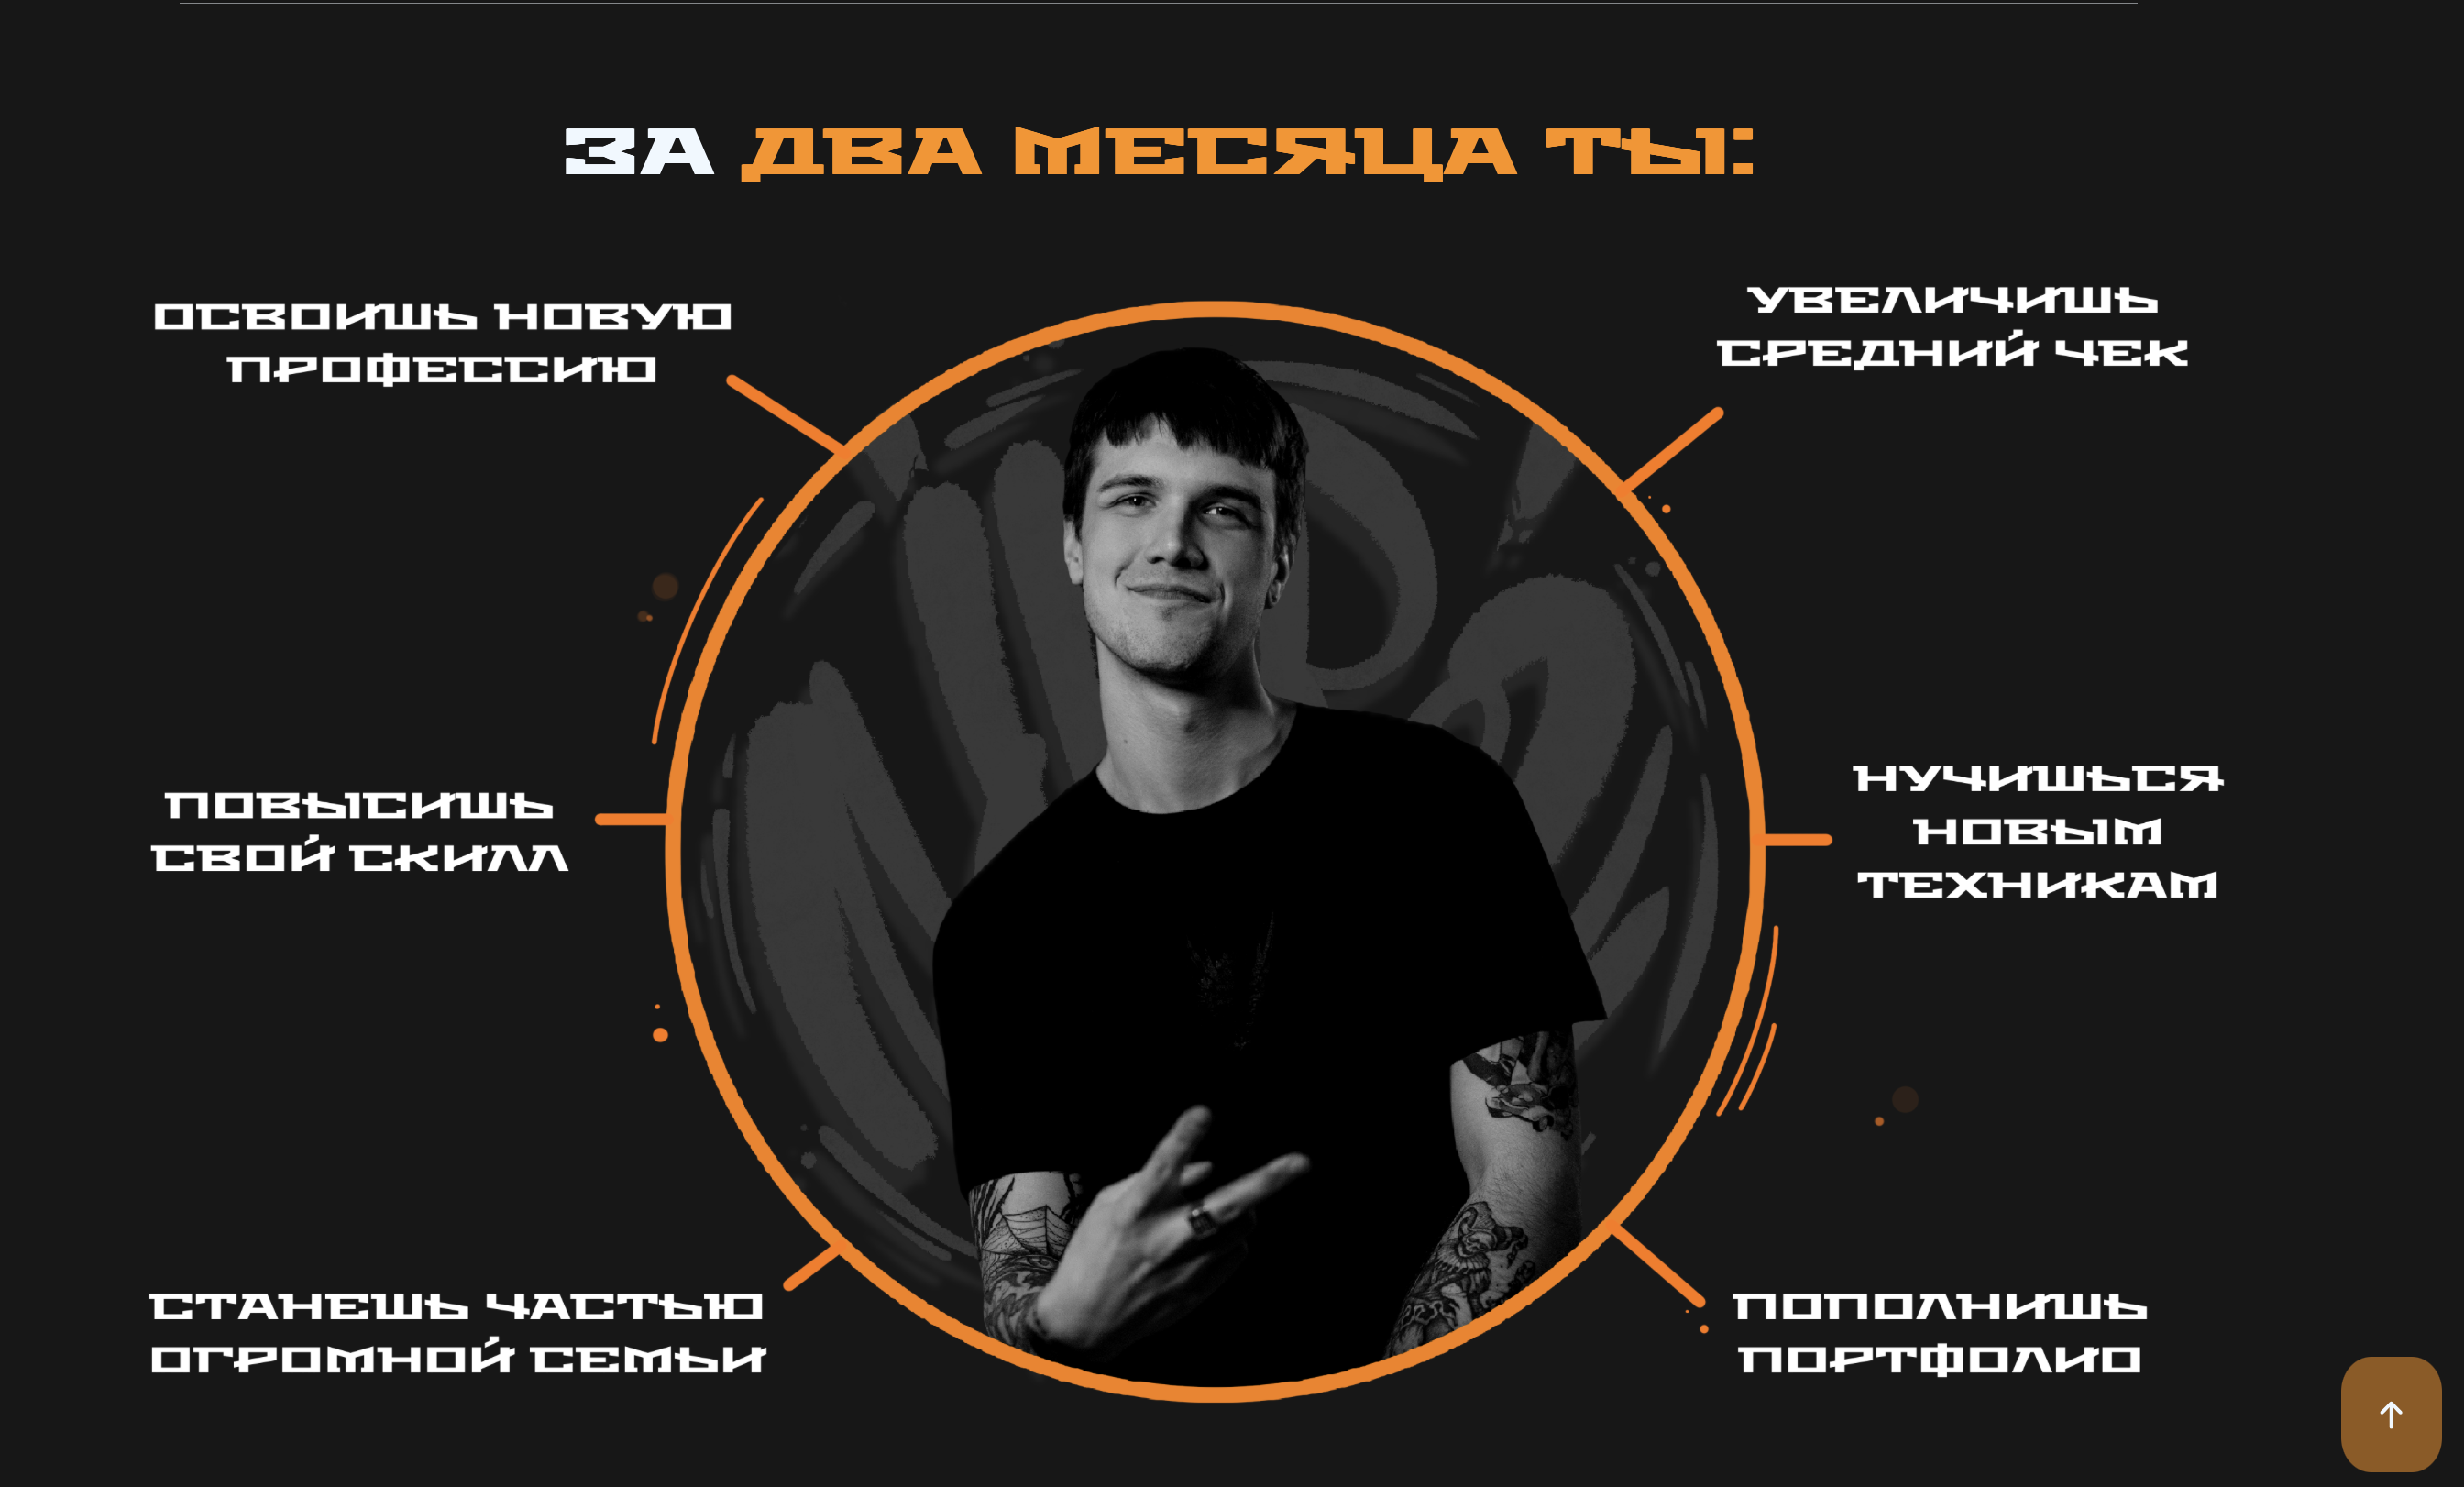 ЗА ДВА МЕСЯЦА ТЫ:
ОСВОИШЬ НОВУЮ
ПРОФЕССИЮ
УВЕЛИЧИШЬ
СРЕДНИЙ ЧЕК
ПОВЫСИШЬ
СВОЙ СКИЛЛ
НУЧИШЬСЯ
НОВЫМ
ТЕХНИКАМ
СТАНЕШЬ ЧАСТЬЮ
ОГРОМНОЙ СЕМЬИ
ПОПОЛНИШЬ
ПОРТФОЛИО